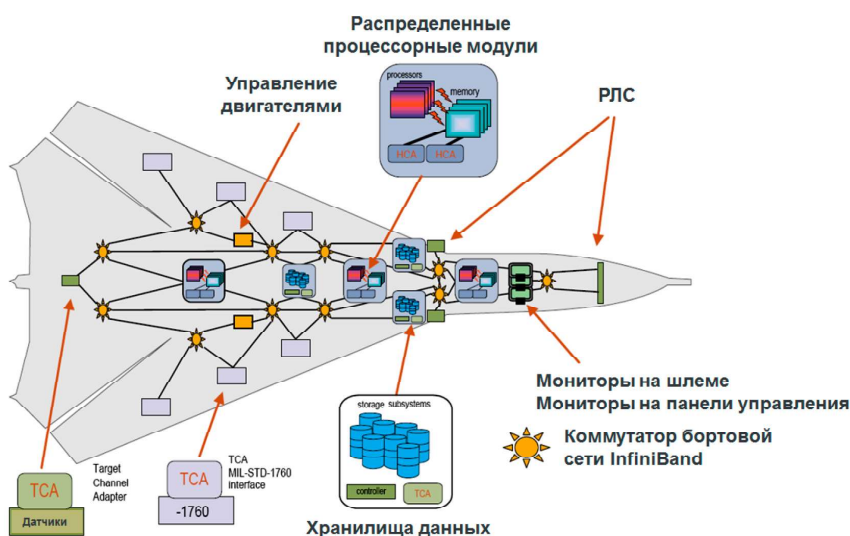 Распределенные
процессорные модули
processors
memory
HCA
HCA
Управление
двигателями
РЛС
Мониторы на шлеме
Мониторы на панели управления
Коммутатор бортовой
сети InfiniBand
storage subsystems
controller
TCA
Хранилища данных
TCA
Датчики
Target
Channel
Adapter
TCA
-1760
TCA
MIL-STD-1760
Interface